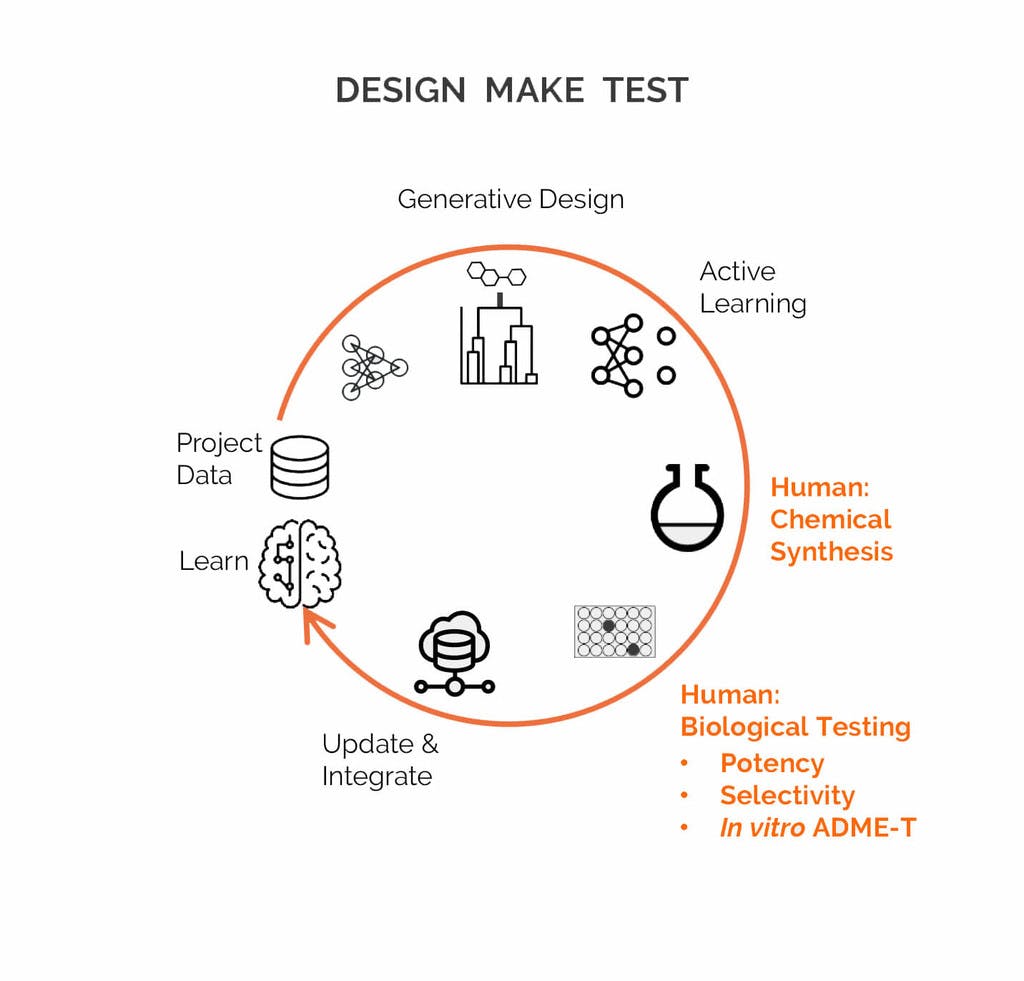 DESIGN MAKE TEST
Generative Design
Active
Learning
Project
Data
Human:
Chemical
Synthesis
Learn
Human:
Biological Testing
• Potency
• Selectivity
• In vitro ADME-T
Update &
Integrate